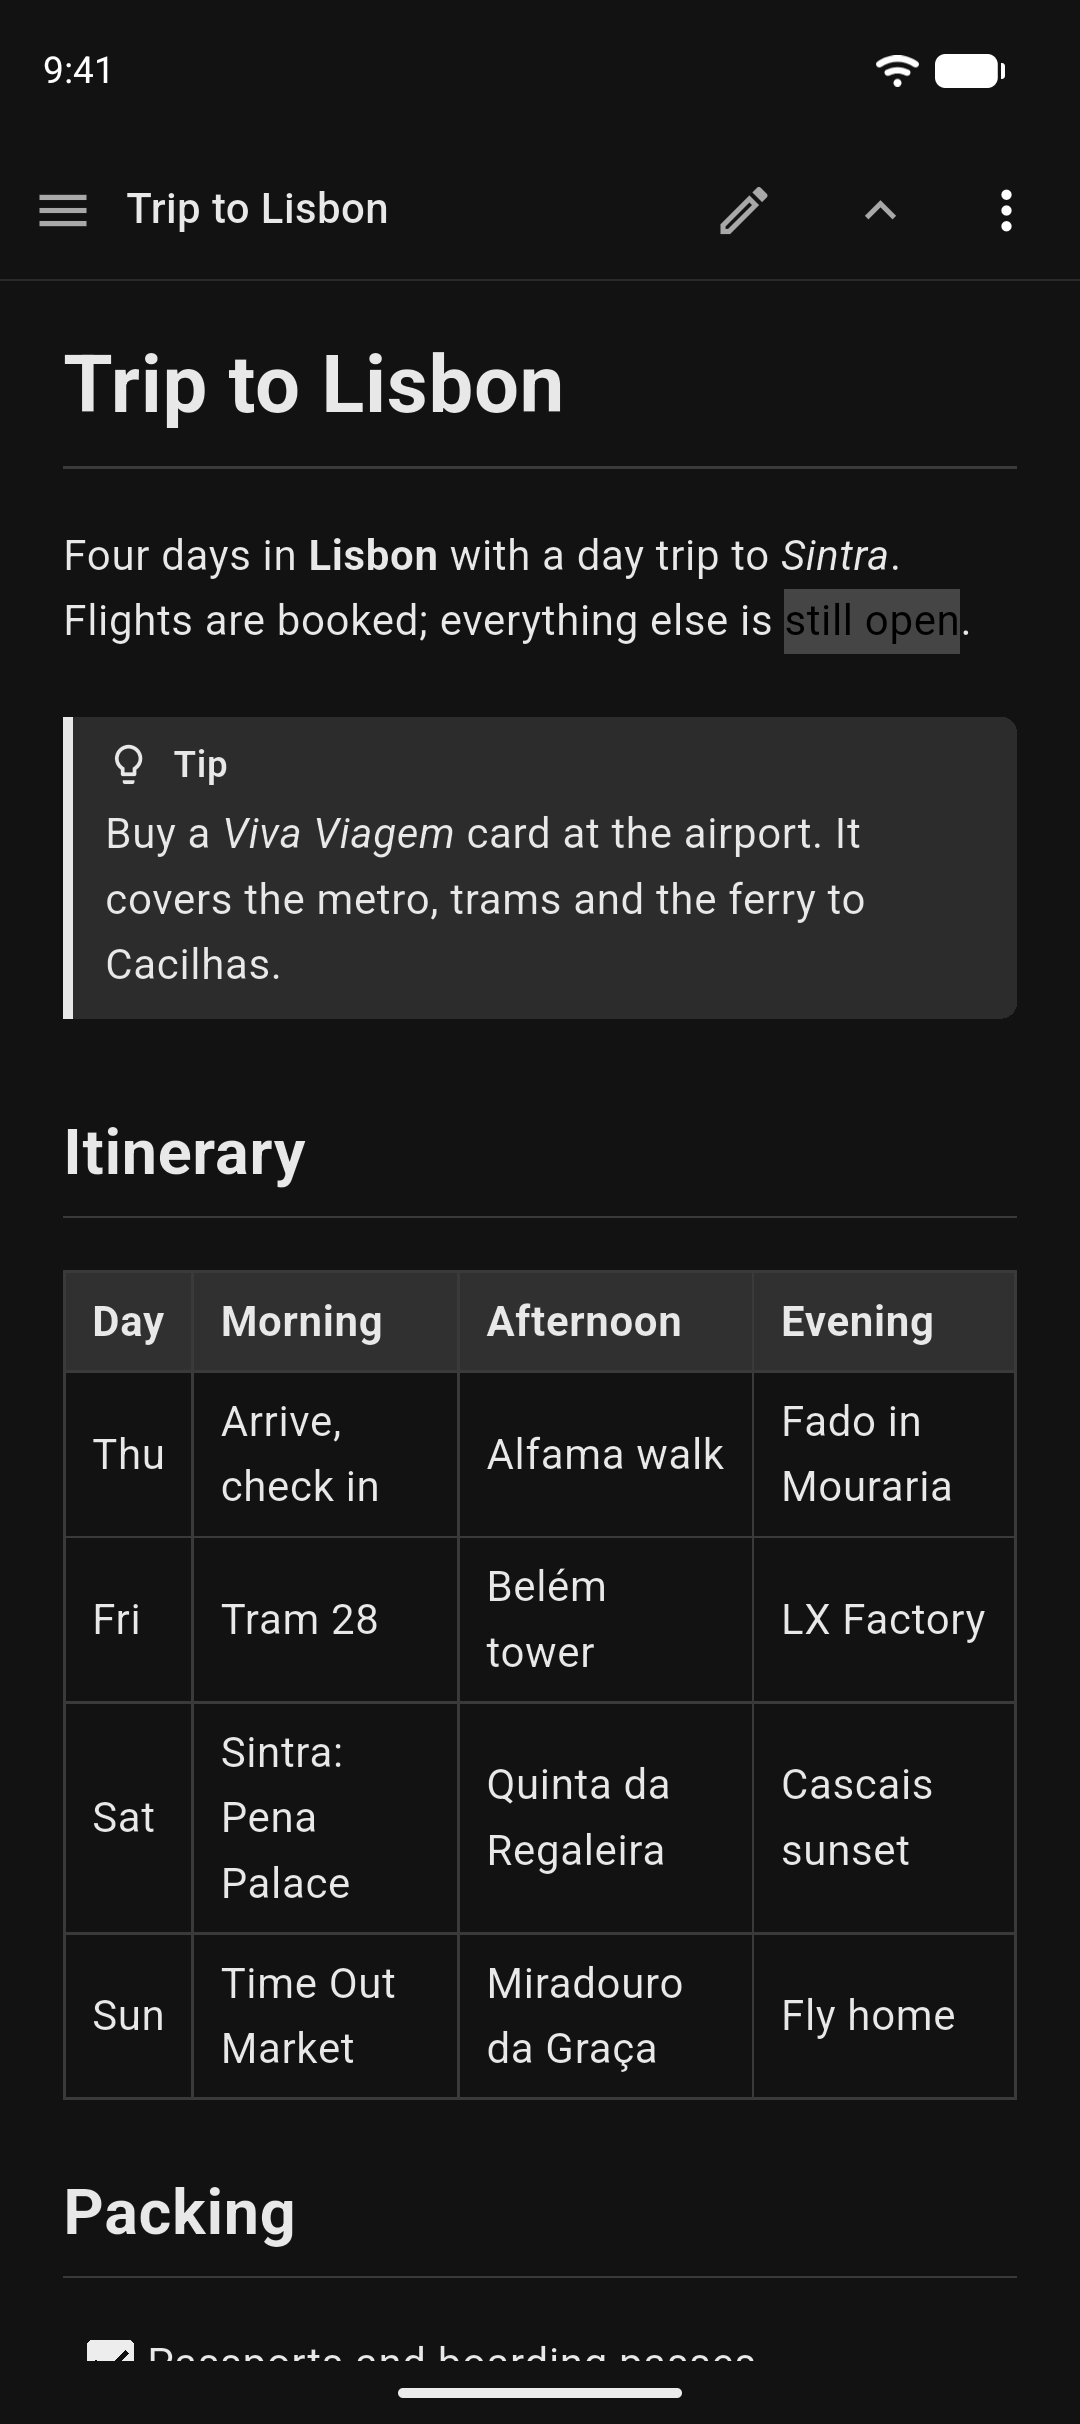 9:41
Trip to Lisbon
Trip to Lisbon
Four days in Lisbon with a day trip to Sintra.
Flights are booked; everything else is still open.
Tip
Buy a Viva Viagem card at the airport. It
covers the metro, trams and the ferry to
Cacilhas.
Itinerary
Day Morning Afternoon Evening
Thu Arrive, check in Alfama walk Fado in Mouraria
Fri Tram 28 Belém tower LX Factory
Sat Sintra: Pena Palace Quinta da Regaleira Cascais sunset
Sun Time Out Market Miradouro da Graça Fly home
Packing
Passports and boarding passes